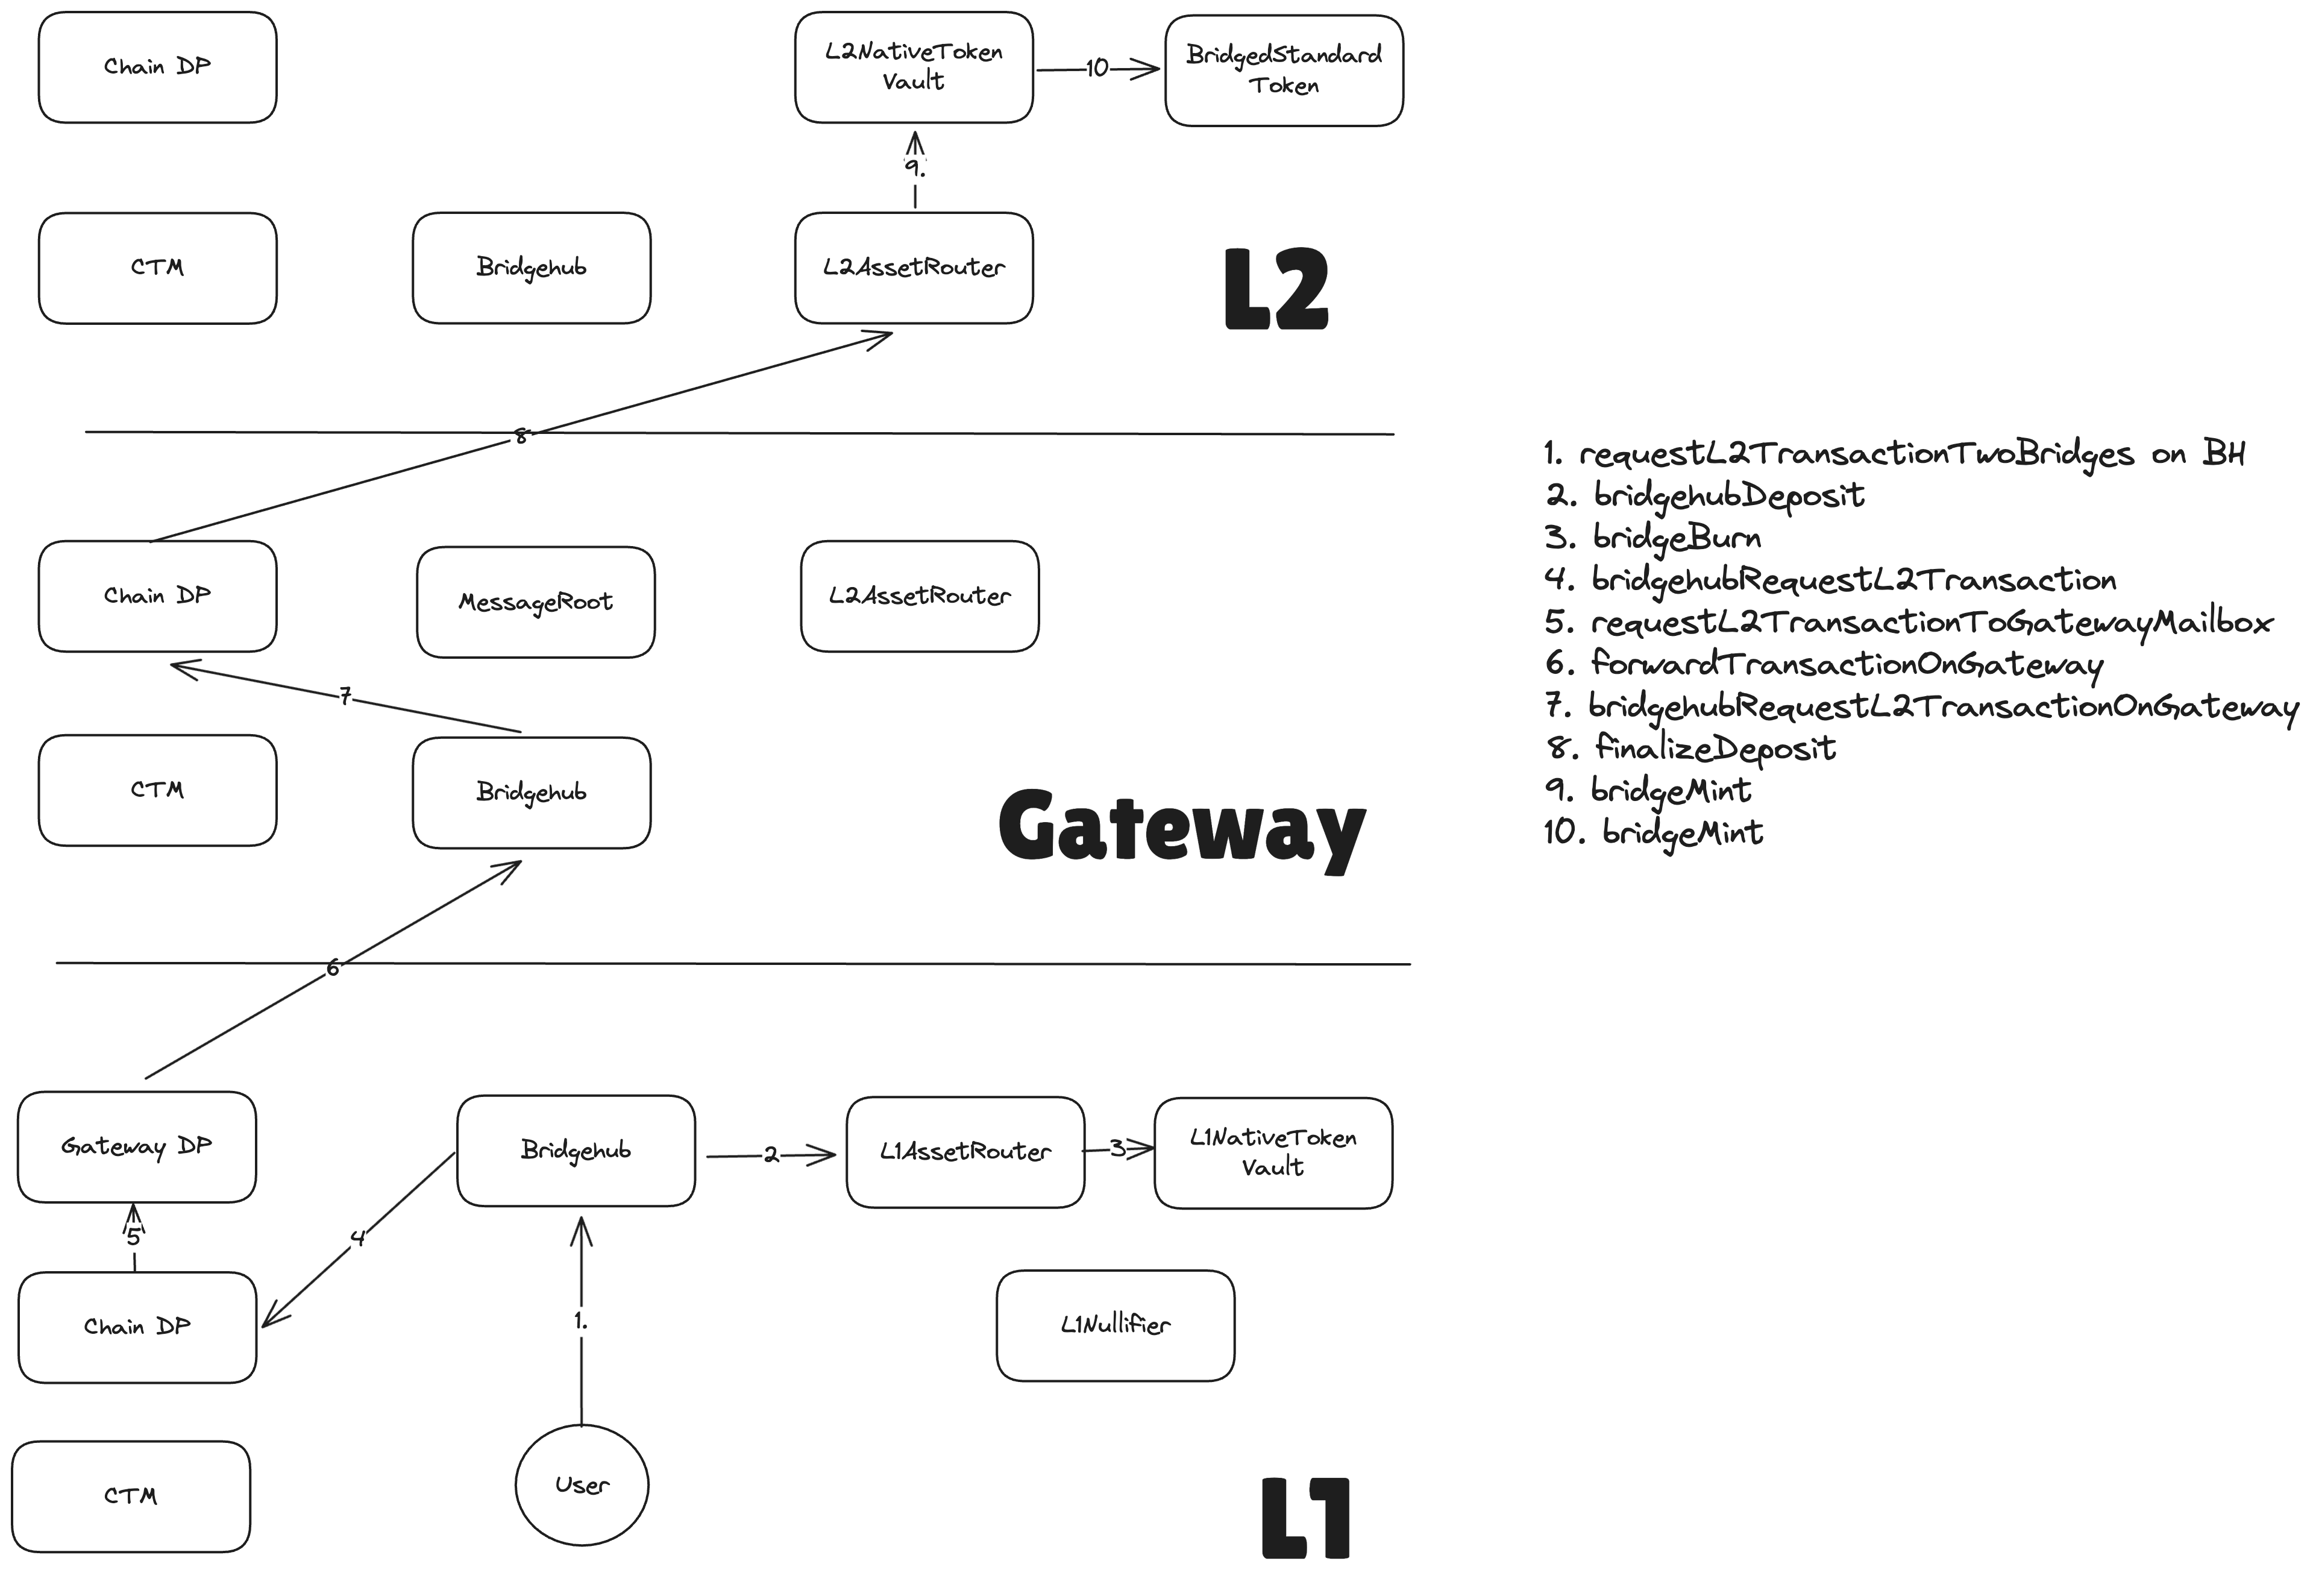 Chain DP
L2NativeToken
Vault
10
BridgedStandard
Token
9.
CTM
Bridgehub
L2AssetRouter
L2
8
Chain DP
MessageRoot
L2AssetRouter
7
CTM
Bridgehub
Gateway
6
Gateway DP
Bridgehub
2
L1AssetRouter
3
L1NativeToken
Vault
5
4
Chain DP
1.
L1Nullifier
CTM
User
L1
1. requestL2TransactionTwoBridges on BH
2. bridgehubDeposit
3. bridgeBurn
4. bridgehubRequestL2Transaction
5. requestL2TransactionToGatewayMailbox
6. forwardTransactionOnGateway
7. bridgehubRequestL2TransactionOnGateway
8. finalizeDeposit
9. bridgeMint
10. bridgeMint